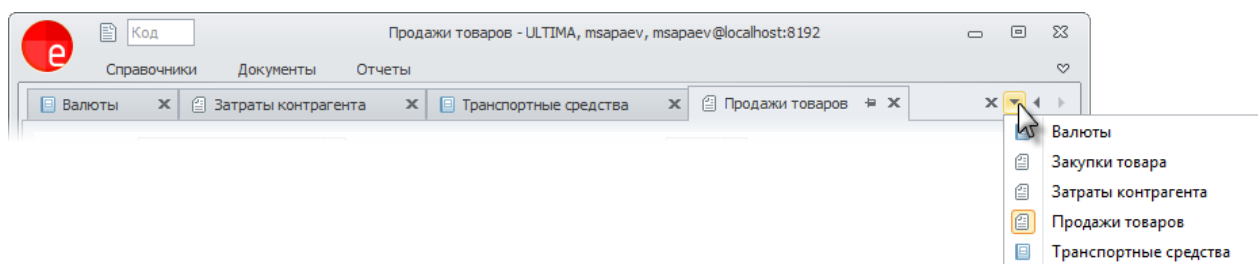 Код
Продажи товаров - ULTIMA, msapaev, msapaev@localhost:8192
e
Справочники Документы Отчеты
Валюты Затраты контрагента Транспортные средства Продажи товаров
Валюты
Закупки товара
Затраты контрагента
Продажи товаров
Транспортные средства